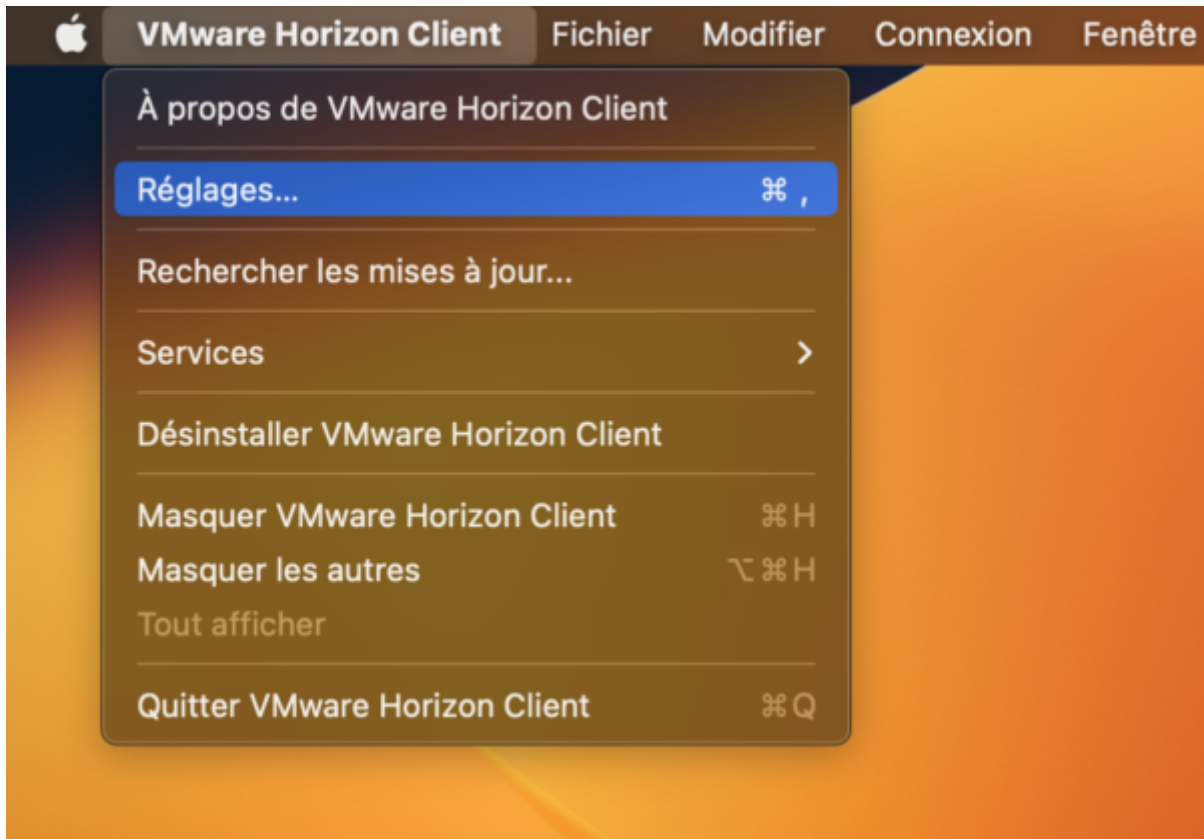 VMware Horizon Client Fichier Modifier Connexion Fenêtre
À propos de VMware Horizon Client
Réglages... ⌘ ,
Rechercher les mises à jour...
Services
Désinstaller VMware Horizon Client
Masquer VMware Horizon Client ⌘H
Masquer les autres ⌥⌘H
Tout afficher
Quitter VMware Horizon Client ⌘Q